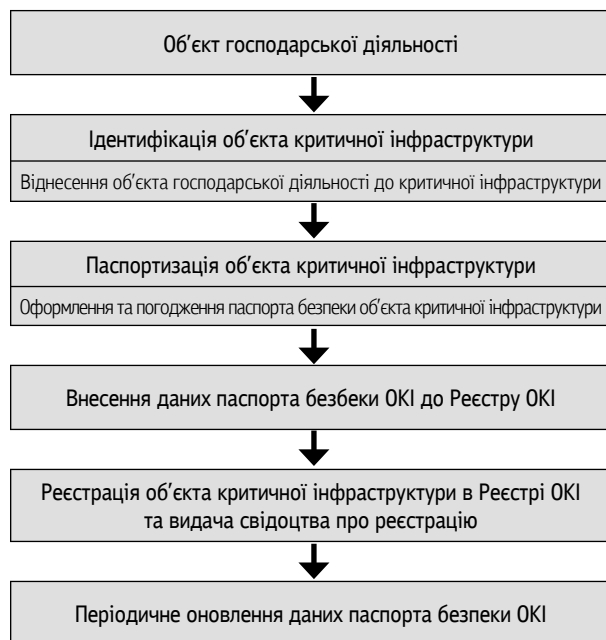 Об’єкт господарської діяльності
Ідентифікація об’єкта критичної інфраструктури
Віднесення об’єкта господарської діяльності до критичної інфраструктури
Паспортизація об’єкта критичної інфраструктури
Оформлення та погодження паспорта безпеки об’єкта критичної інфраструктури
Внесення даних паспорта безбеки ОКІ до Реєстру ОКІ
Реєстрація об’єкта критичної інфраструктури в Реєстрі ОКІ
та видача свідоцтва про реєстрацію
Періодичне оновлення даних паспорта безпеки ОКІ